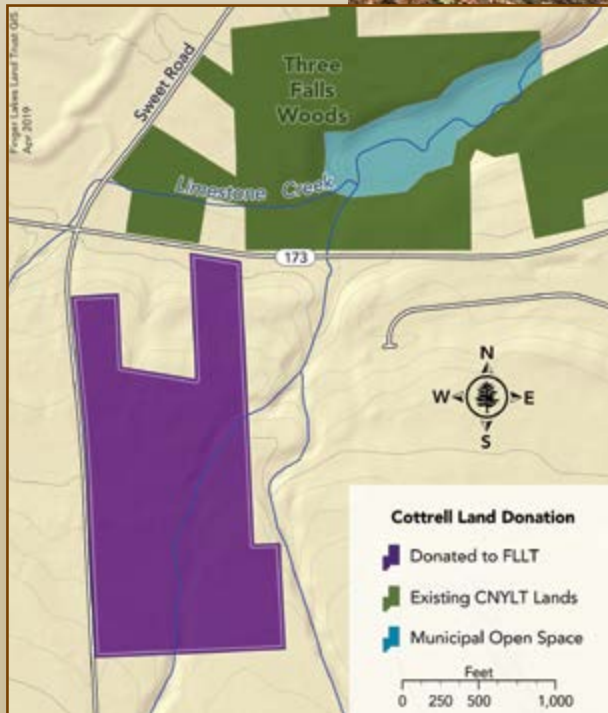 Finger Lakes Land Trust GIS
Apr 2019
Sweet Road
Three
Falls
Woods
Limestone Creek
173
N
W
E
S
Cottrell Land Donation
Donated to FLLT
Existing CNYLT Lands
Municipal Open Space
Feet
0 250 500 1,000